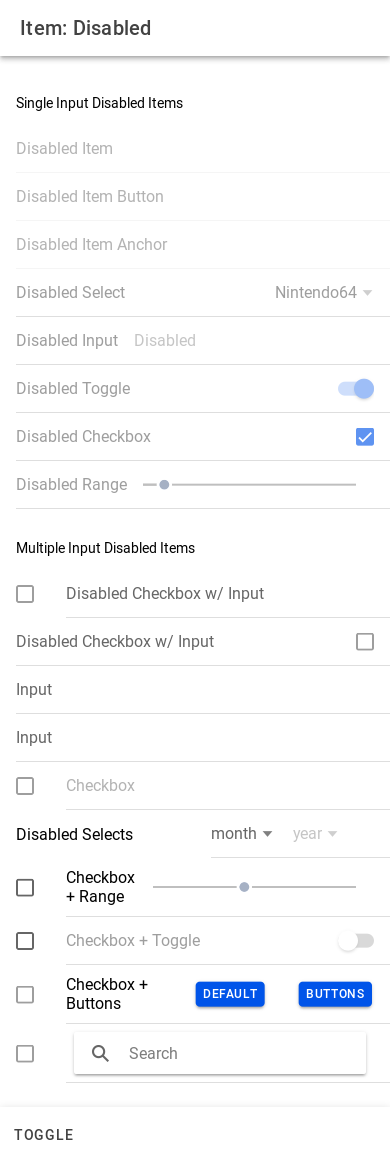 Item: Disabled
Single Input Disabled Items
Disabled Item
Disabled Item Button
Disabled Item Anchor
Disabled Select Nintendo64
Disabled Input Disabled
Disabled Toggle
Disabled Checkbox
Disabled Range
Multiple Input Disabled Items
Disabled Checkbox w/ Input
Disabled Checkbox w/ Input
Input
Input
Checkbox
Disabled Selects month year
Checkbox
+ Range
Checkbox + Toggle
Checkbox +
Buttons
DEFAULT BUTTONS
Search
TOGGLE